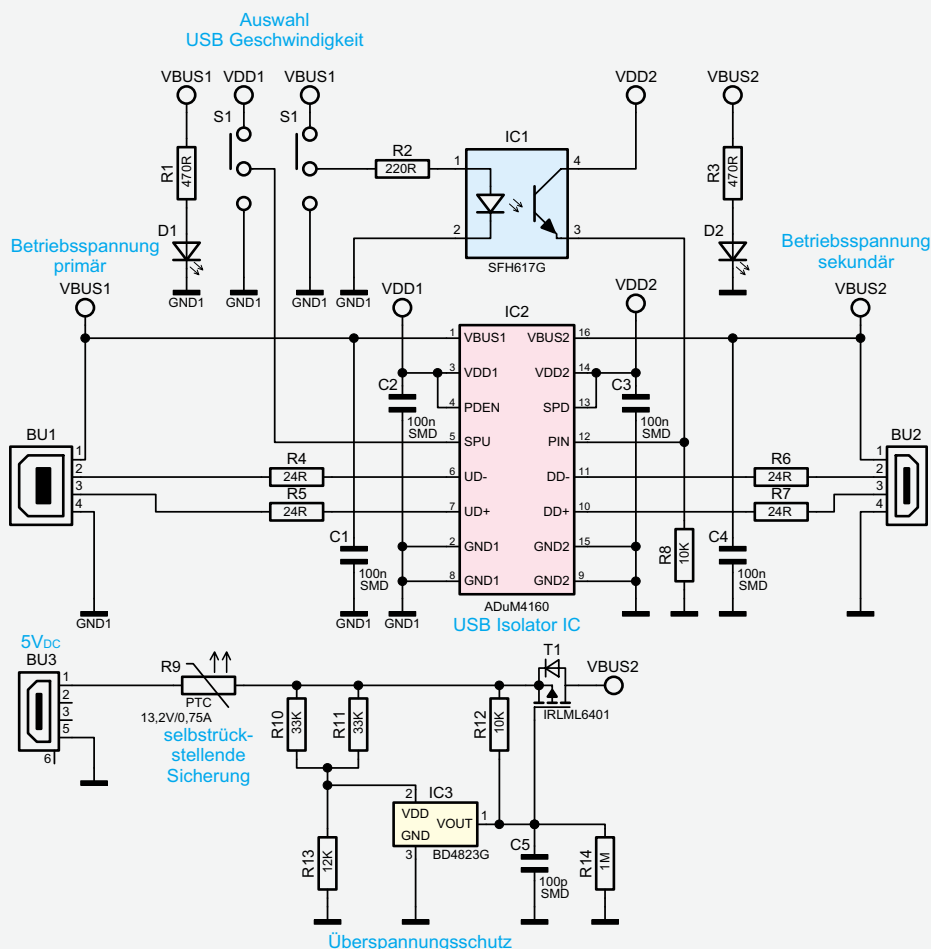 Auswahl
USB Geschwindigkeit
VBUS1
VDD1
VBUS1
VDD2
VBUS2
S1
S1
IC1
R1
470R
R2
220R
1
4
2
3
SFH617G
R3
470R
D1
D2
GND1
GND1
GND1
GND1
Betriebsspannung
primär
VBUS1
Betriebsspannung
sekundär
VBUS2
VDD1
VDD2
IC2
1
VBUS1
VBUS2
16
3
VDD1
VDD2
14
4
PDEN
SPD
13
5
SPU
PIN
12
6
UD-
DD-
11
7
UD+
DD+
10
2
GND1
GND2
15
8
GND1
GND2
9
ADuM4160
USB Isolator IC
C2
100n
SMD
C3
100n
SMD
BU1
1
2
3
4
R4
24R
R5
24R
R6
24R
R7
24R
BU2
1
2
3
4
C1
100n
SMD
R8
10K
C4
100n
SMD
GND1
GND1
GND1
5VDC
BU3
1
2
3
5
6
R9
PTC
13,2V/0,75A
selbstrück-
stellende
Sicherung
R10
33K
R11
33K
R12
10K
T1
IRLML6401
VBUS2
R13
12K
IC3
2
VDD
VOUT
1
GND
3
BD4823G
C5
100p
SMD
R14
1M
Überspannungsschutz